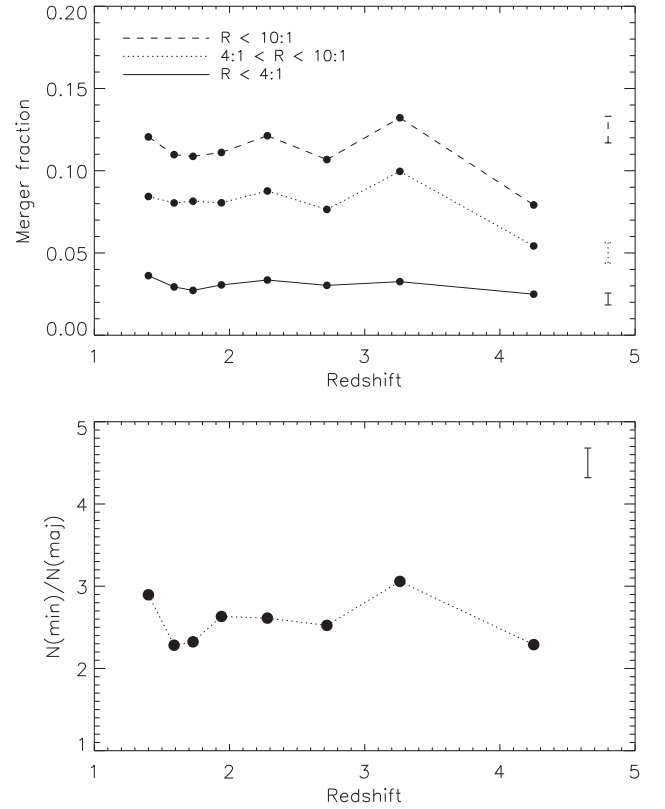 R < 10:1
4:1 < R < 10:1
R < 4:1
0.20
0.15
0.10
0.05
0.00
Merger fraction
1 2 3 4 5
Redshift
5
4
3
2
1
N(min)/N(maj)
1 2 3 4 5
Redshift